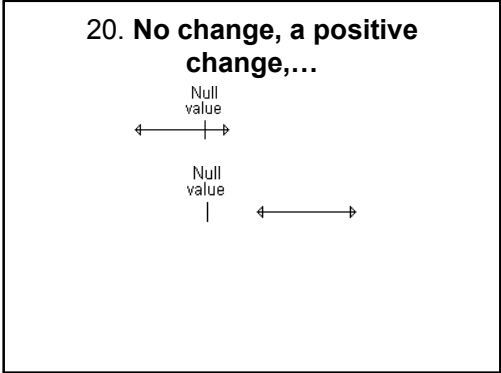 20. No change, a positive
change,…
Null
value
Null
value